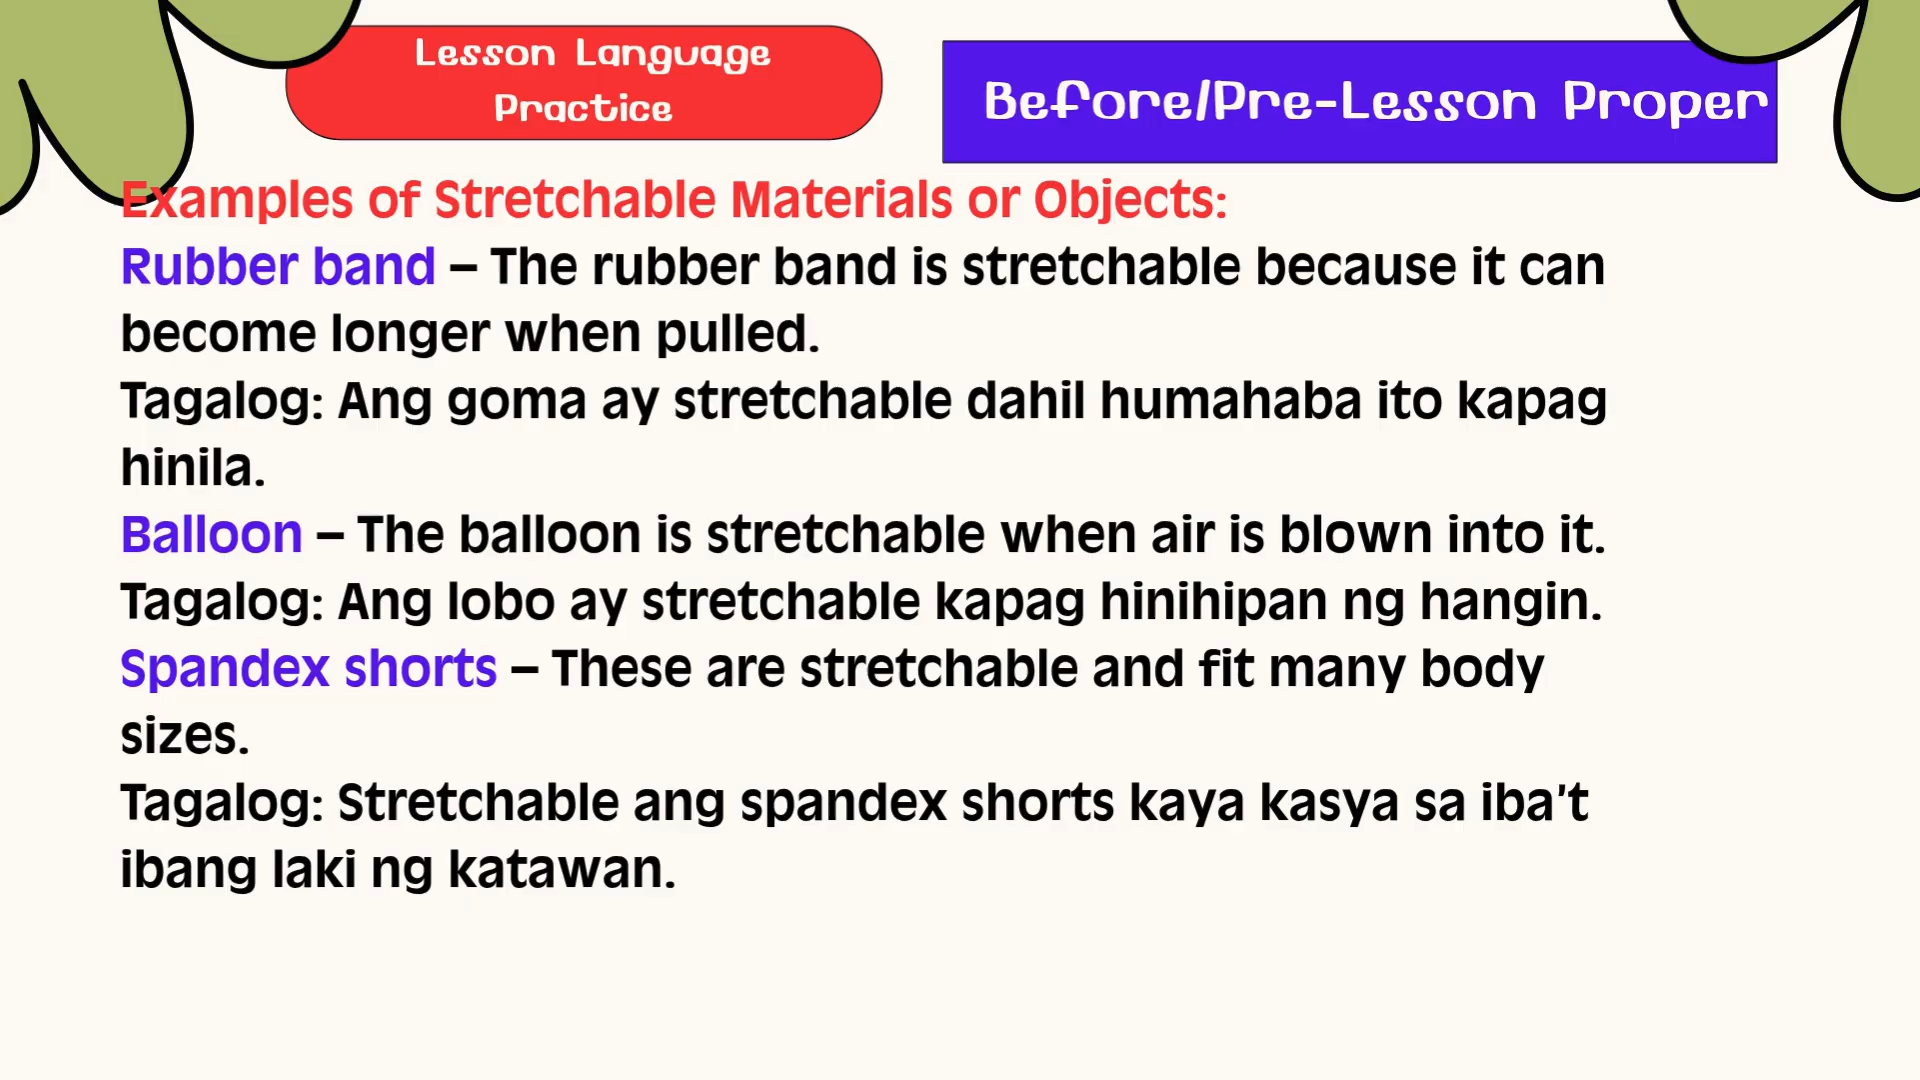 Lesson Language
Practice
Before/Pre-Lesson Proper
Examples of Stretchable Materials or Objects:
Rubber band – The rubber band is stretchable because it can
become longer when pulled.
Tagalog: Ang goma ay stretchable dahil humahaba ito kapag
hinila.
Balloon – The balloon is stretchable when air is blown into it.
Tagalog: Ang lobo ay stretchable kapag hinihipan ng hangin.
Spandex shorts – These are stretchable and fit many body
sizes.
Tagalog: Stretchable ang spandex shorts kaya kasya sa iba't
ibang laki ng katawan.